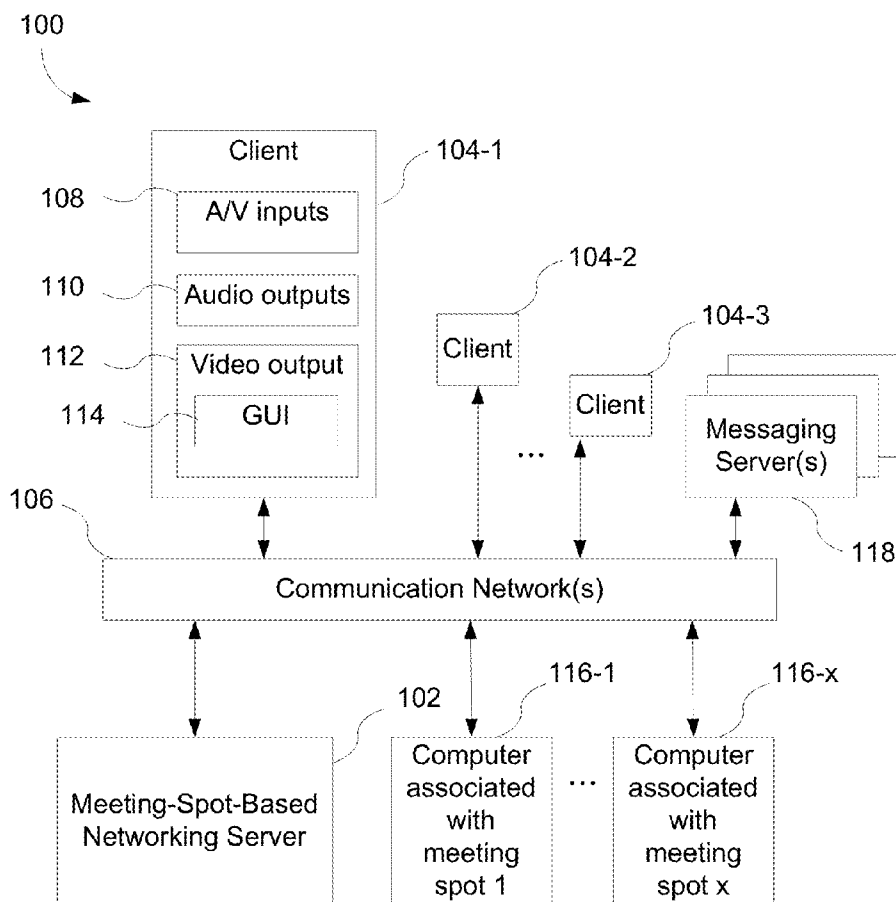 100
Client
104-1
108
A/V inputs
110
Audio outputs
112
Video output
114
GUI
104-2
Client
104-3
Client
...
Messaging
Server(s)
118
106
Communication Network(s)
102
Meeting-Spot-Based
Networking Server
116-1
Computer
associated
with
meeting
spot 1
...
116-x
Computer
associated
with
meeting
spot x